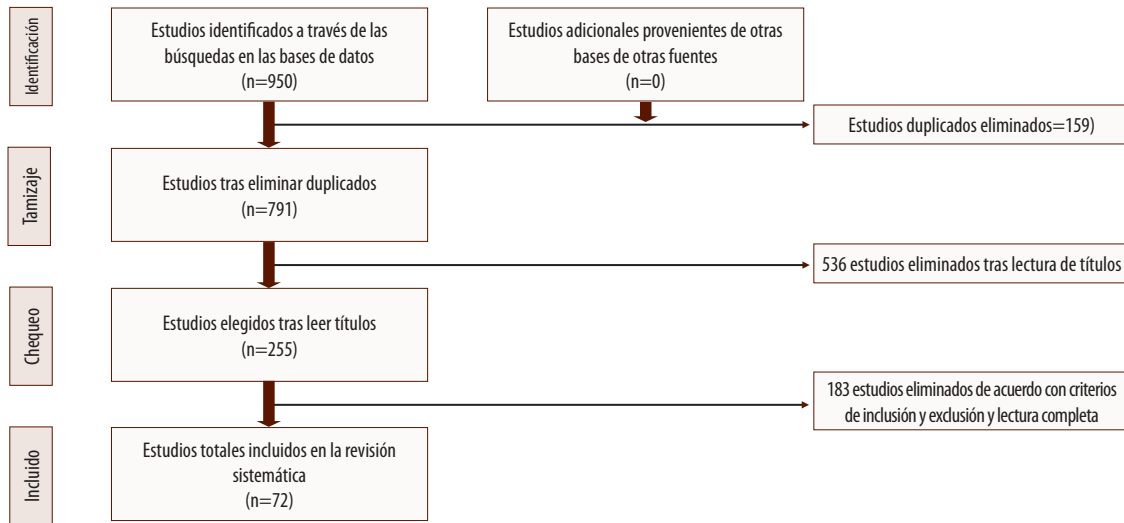 Identificación
Estudios identificados a través de las
búsquedas en las bases de datos
(n=950)
Estudios adicionales provenientes de otras
bases de otras fuentes
(n=0)
Estudios duplicados eliminados=159)
Tamizaje
Estudios tras eliminar duplicados
(n=791)
536 estudios eliminados tras lectura de títulos
Chequeo
Estudios elegidos tras leer títulos
(n=255)
183 estudios eliminados de acuerdo con criterios
de inclusión y exclusión y lectura completa
Incluido
Estudios totales incluidos en la revisión
sistemática
(n=72)